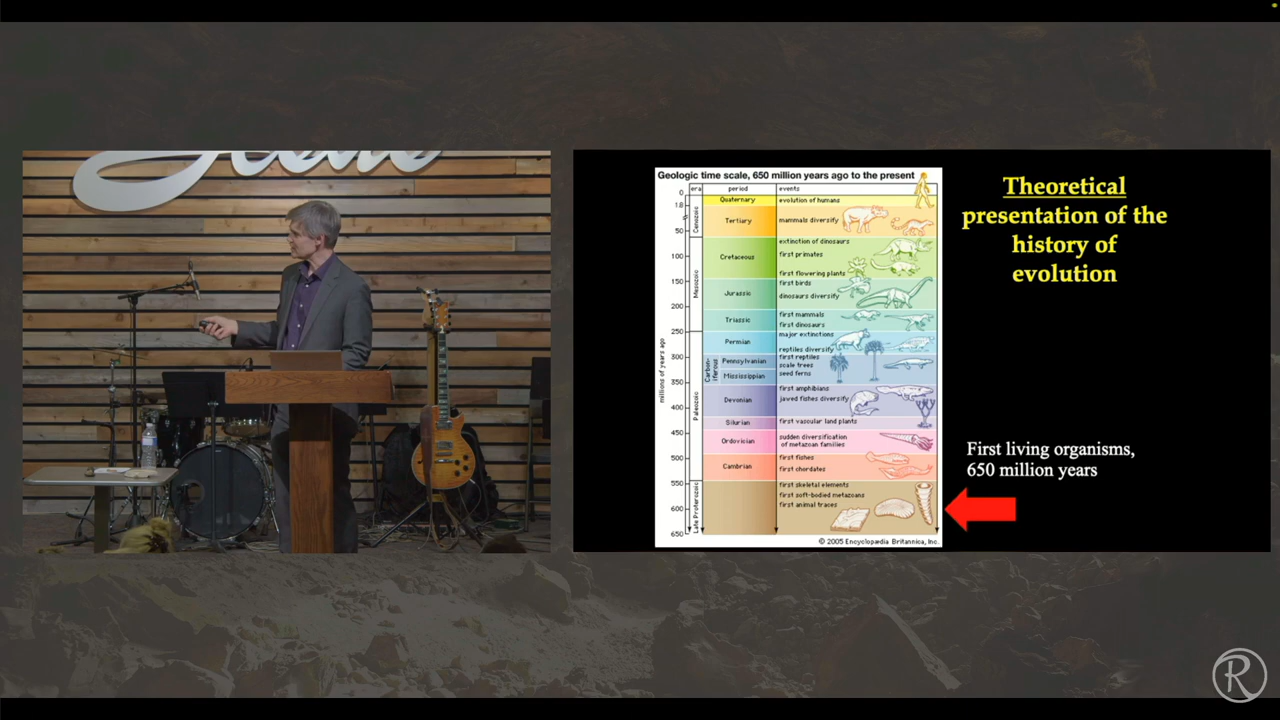 Geologic time scale, 650 million years ago to the present
era
period
events
0
1.8
50
100
150
200
250
300
350
400
450
500
550
600
650
millions of years ago
Cenozoic
Mesozoic
Paleozoic
Late Proterozoic
Quaternary
evolution of humans
Tertiary
mammals diversify
Cretaceous
extinction of dinosaurs
first primates
first flowering plants
Jurassic
first birds
dinosaurs diversify
Triassic
first mammals
first dinosaurs
Permian
major extinctions
reptiles diversify
Carbon-
iferous
Pennsylvanian
first reptiles
scale trees
Mississippian
seed ferns
Devonian
first amphibians
jawed fishes diversify
Silurian
first vascular land plants
Ordovician
sudden diversification
of metazoan families
Cambrian
first fishes
first chordates
first skeletal elements
first soft-bodied metazoans
first animal traces
© 2005 Encyclopædia Britannica, Inc.
Theoretical
presentation of the
history of
evolution
First living organisms,
650 million years
R